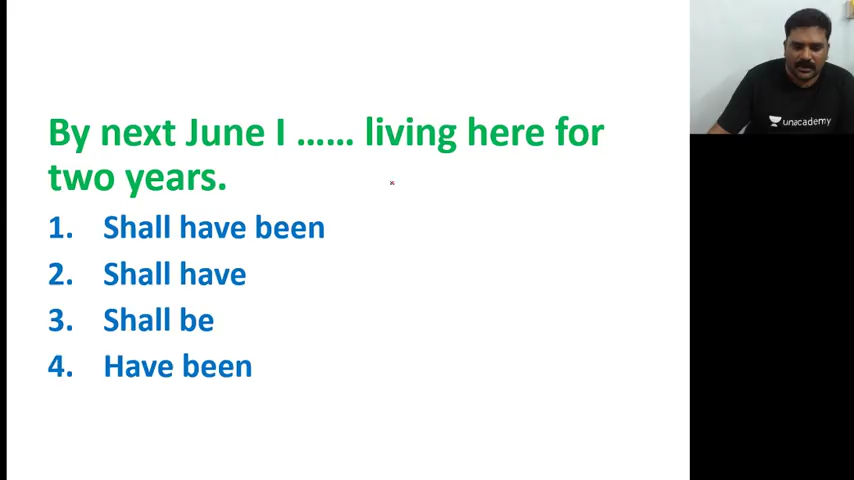 By next June I ...... living here for
two years.
1. Shall have been
2. Shall have
3. Shall be
4. Have been
unacademy